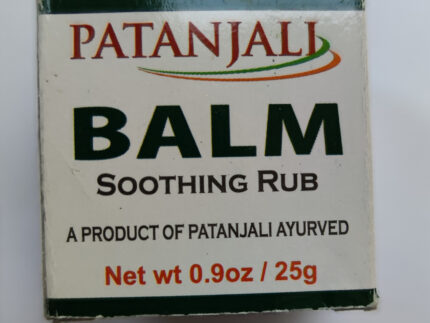 PATANJALI
BALM
SOOTHING RUB
A PRODUCT OF PATANJALI AYURVED
Net wt 0.9oz / 25g